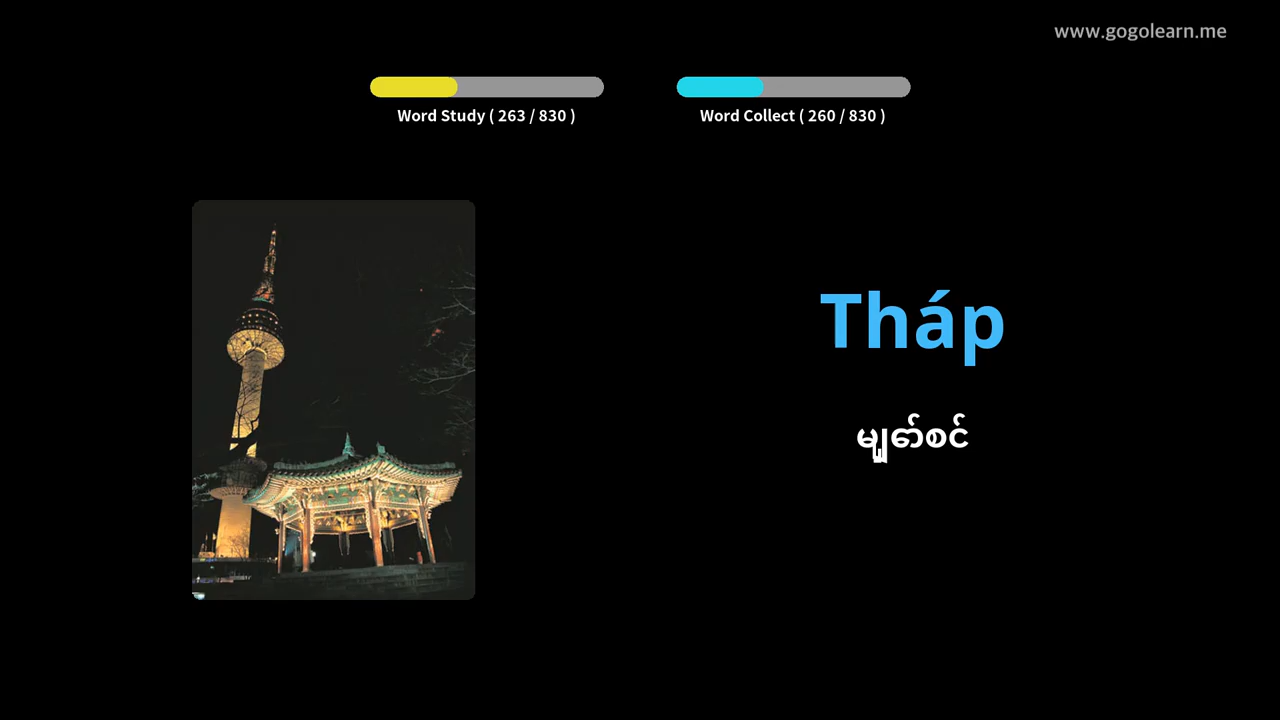 www.gogolearn.me
Word Study ( 263 / 830 )
Word Collect ( 260 / 830 )
Tháp
မျှော်စင်